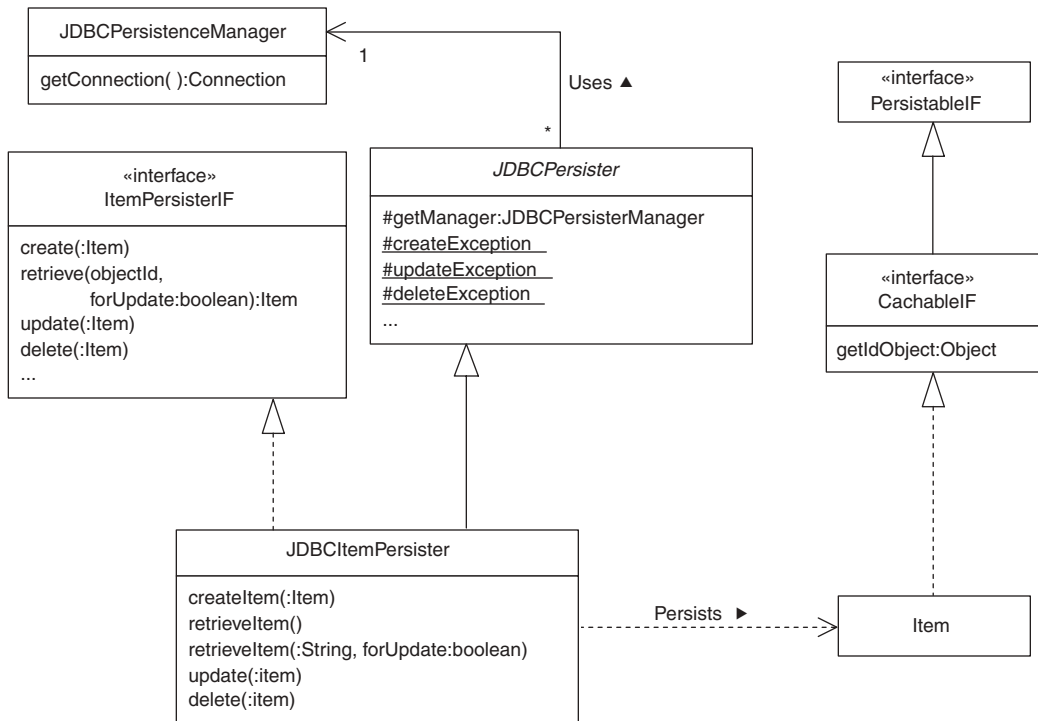 JDBCPersistenceManager
getConnection( ):Connection
1
Uses ▲
*
«interface»
PersistableIF
«interface»
ItemPersisterIF
create(:Item)
retrieve(objectId,
forUpdate:boolean):Item
update(:Item)
delete(:Item)
...
JDBCPersister
#getManager:JDBCPersisterManager
#createException
#updateException
#deleteException
...
«interface»
CachableIF
getIdObject:Object
JDBCItemPersister
createItem(:Item)
retrieveItem()
retrieveItem(:String, forUpdate:boolean)
update(:item)
delete(:item)
Persists ►
Item